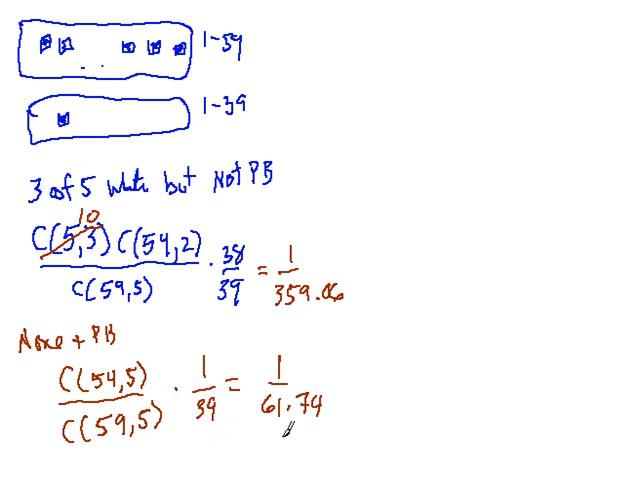 1-59
1-39
3 of 5 white but Not PB
10
C(5,3) C(54,2) / C(59,5) · 38/39 = 1/359.06
None + PB
C(54,5) / C(59,5) · 1/39 = 1/61.74